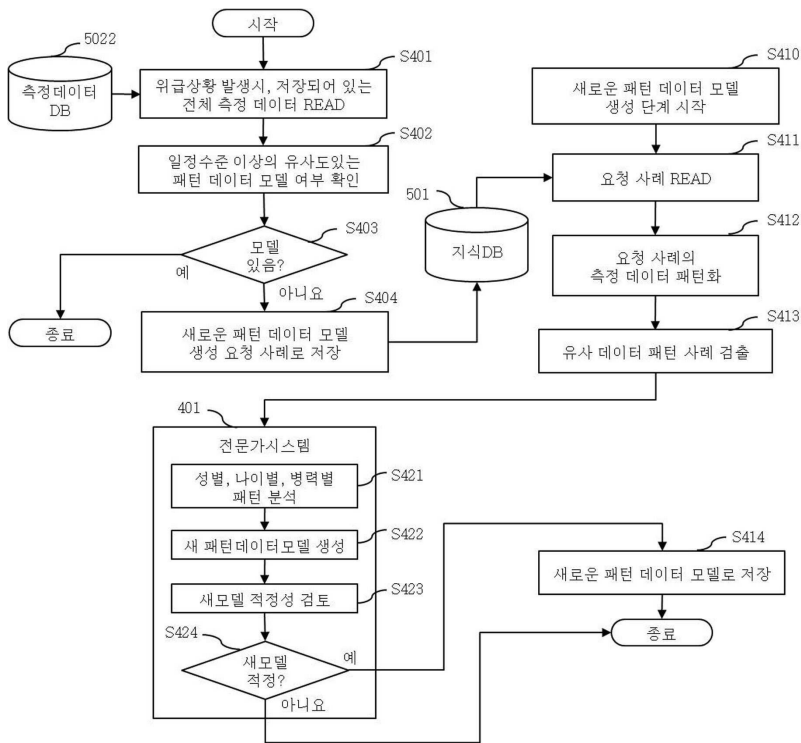 시작
5022
측정데이터
DB
S401
위급상황 발생시, 저장되어 있는
전체 측정 데이터 READ
S402
일정수준 이상의 유사도있는
패턴 데이터 모델 여부 확인
S403
모델
있음?
예
아니요
종료
S404
새로운 패턴 데이터 모델
생성 요청 사례로 저장
501
지식DB
S410
새로운 패턴 데이터 모델
생성 단계 시작
S411
요청 사례 READ
S412
요청 사례의
측정 데이터 패턴화
S413
유사 데이터 패턴 사례 검출
401
전문가시스템
S421
성별, 나이별, 병력별
패턴 분석
S422
새 패턴데이터모델 생성
S423
새모델 적정성 검토
S424
새모델
적정?
예
아니요
S414
새로운 패턴 데이터 모델로 저장
종료